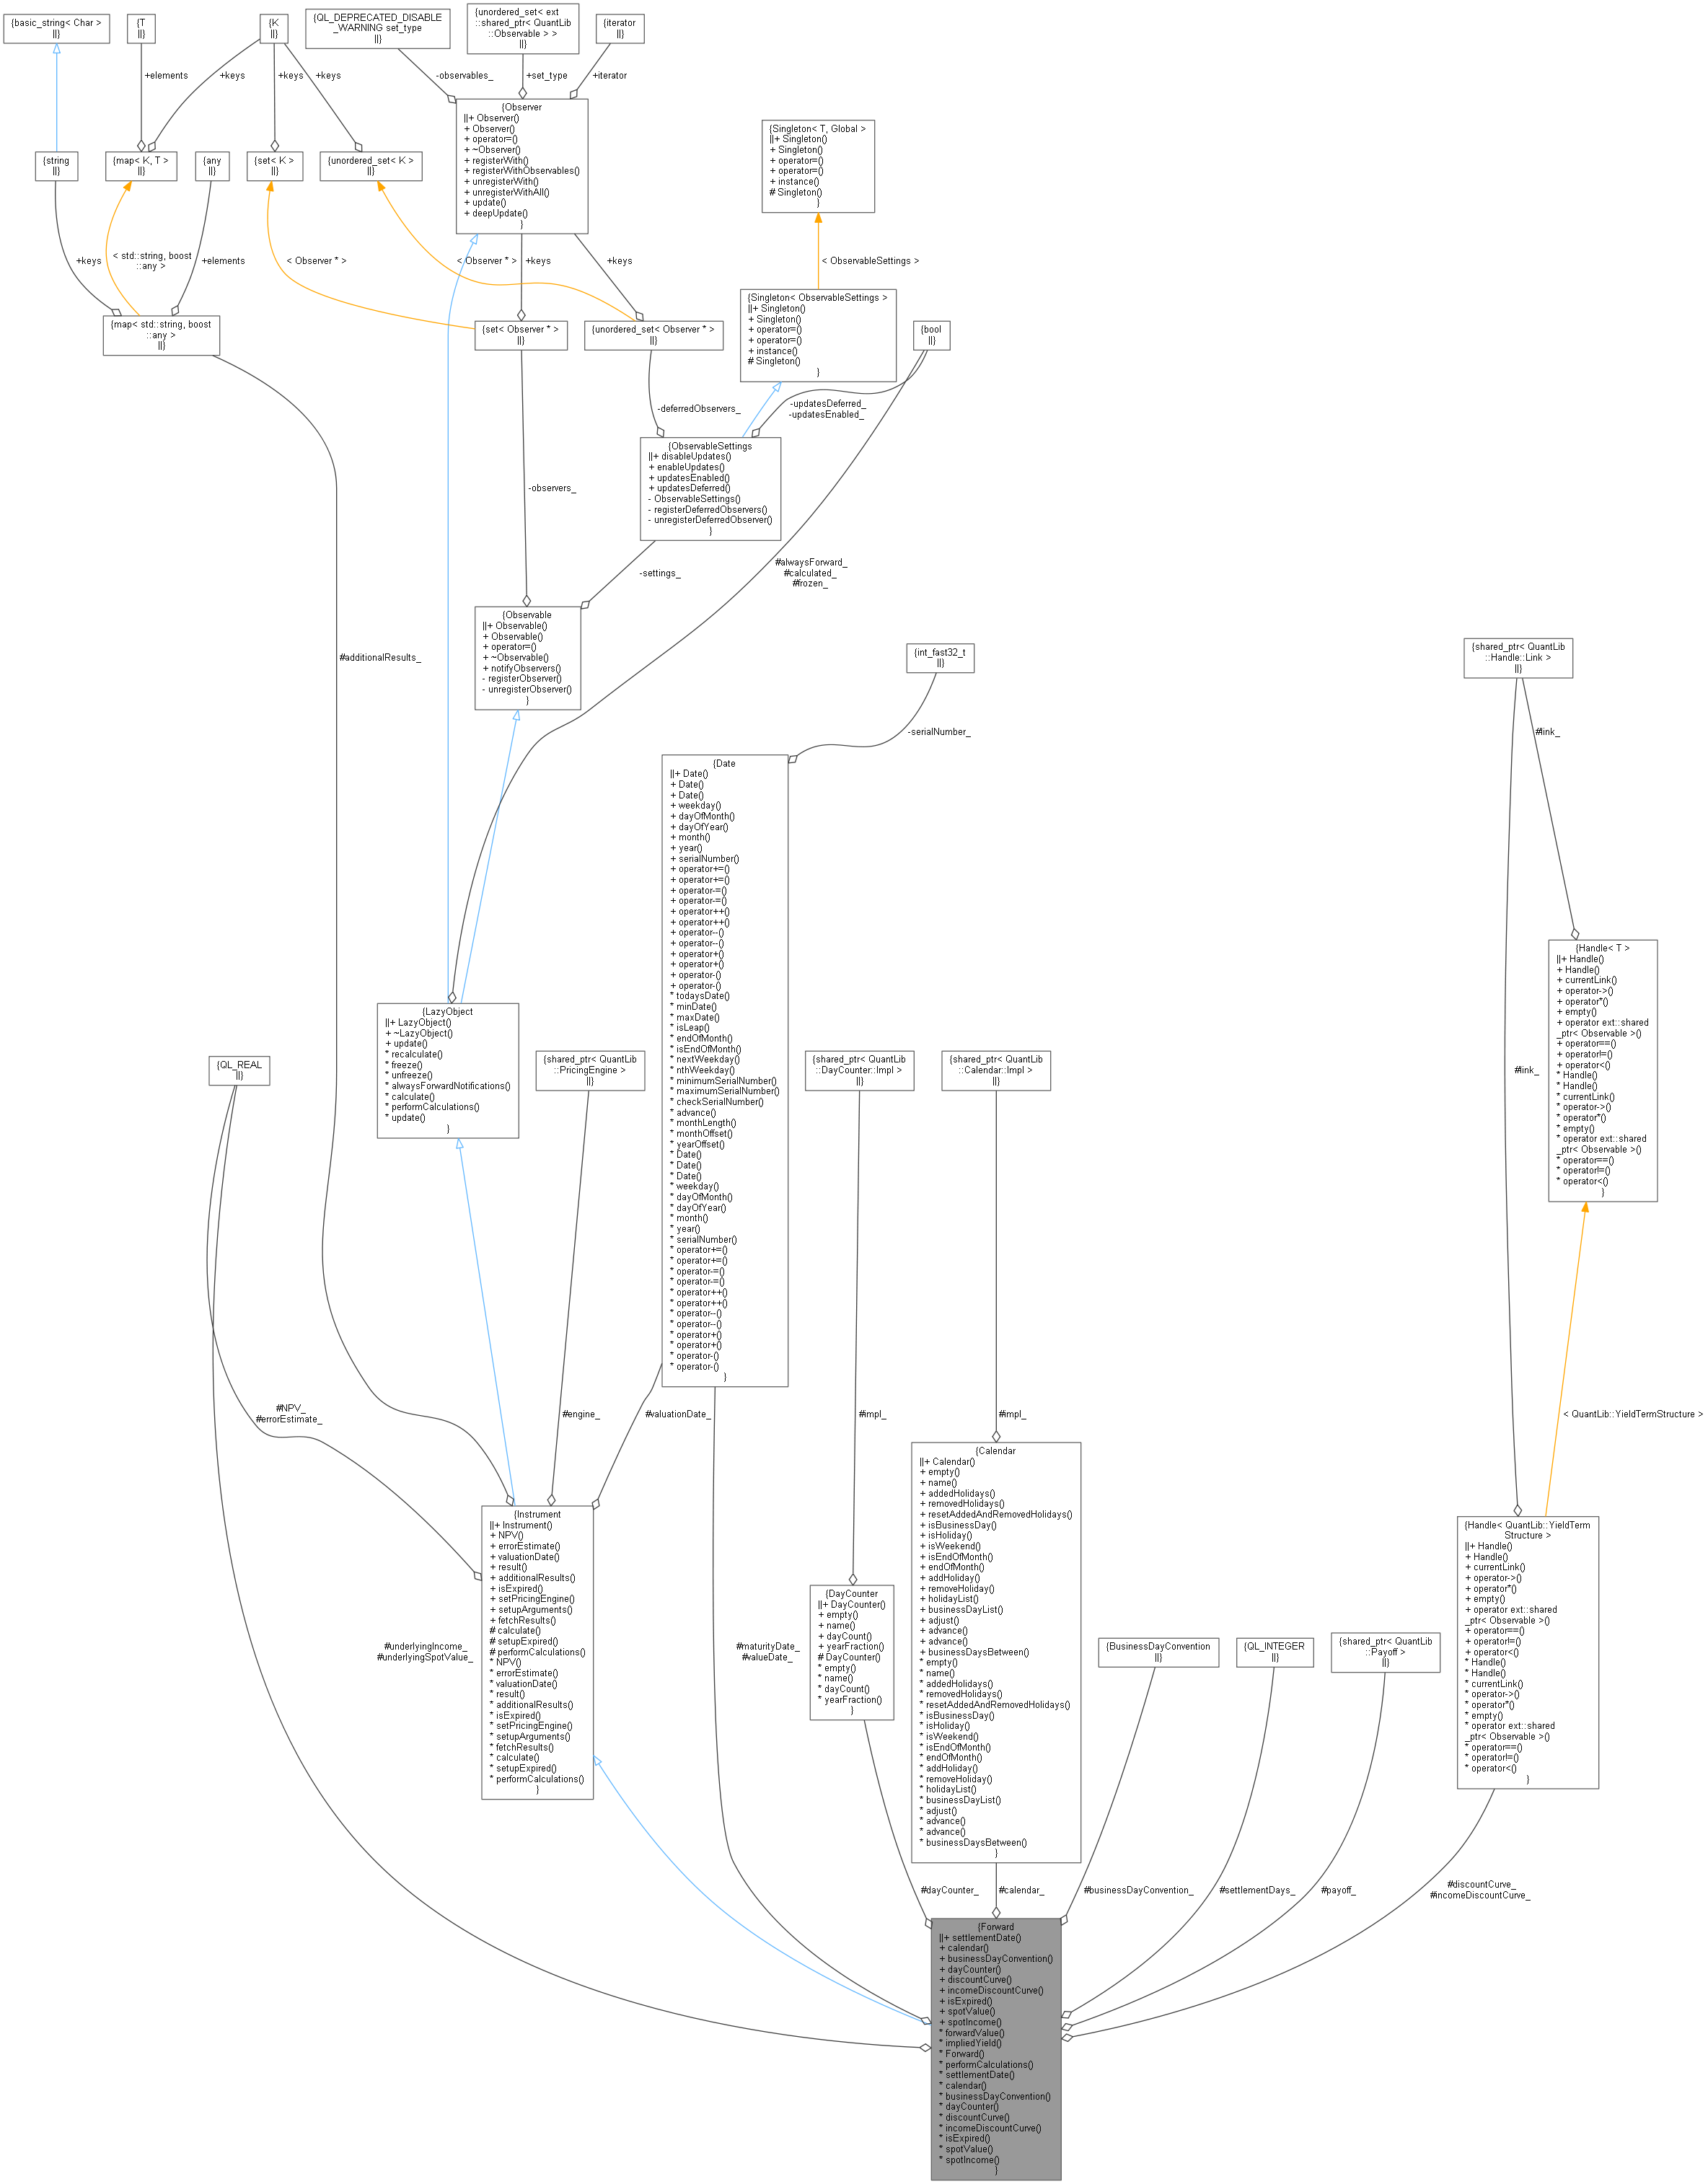 {basic_string< Char >
||}
{T
||}
{K
||}
{QL_DEPRECATED_DISABLE
_WARNING set_type
||}
{unordered_set< ext
::shared_ptr< QuantLib
::Observable > >
||}
{iterator
||}
+elements
+keys
+keys
+keys
-observables_
+set_type
+iterator
{Observer
||+ Observer()
+ Observer()
+ operator=()
+ ~Observer()
+ registerWith()
+ registerWithObservables()
+ unregisterWith()
+ unregisterWithAll()
+ update()
+ deepUpdate()
}
{Singleton< T, Global >
||+ Singleton()
+ Singleton()
+ operator=()
+ operator=()
+ instance()
# Singleton()
}
{string
||}
{map< K, T >
||}
{any
||}
{set< K >
||}
{unordered_set< K >
||}
+keys
< std::string, boost
::any >
+elements
< Observer * >
< Observer * >
+keys
+keys
< ObservableSettings >
{map< std::string, boost
::any >
||}
{set< Observer * >
||}
{unordered_set< Observer * >
||}
{Singleton< ObservableSettings >
||+ Singleton()
+ Singleton()
+ operator=()
+ operator=()
+ instance()
# Singleton()
}
{bool
||}
-deferredObservers_
-updatesDeferred_
-updatesEnabled_
{ObservableSettings
||+ disableUpdates()
+ enableUpdates()
+ updatesEnabled()
+ updatesDeferred()
- ObservableSettings()
- registerDeferredObservers()
- unregisterDeferredObserver()
}
-observers_
-settings_
#alwaysForward_
#calculated_
#frozen_
{Observable
||+ Observable()
+ Observable()
+ operator=()
+ ~Observable()
+ notifyObservers()
- registerObserver()
- unregisterObserver()
}
#additionalResults_
{int_fast32_t
||}
-serialNumber_
{shared_ptr< QuantLib
::Handle::Link >
||}
#link_
#link_
{Date
||+ Date()
+ Date()
+ Date()
+ weekday()
+ dayOfMonth()
+ dayOfYear()
+ month()
+ year()
+ serialNumber()
+ operator+=()
+ operator+=()
+ operator-=()
+ operator-=()
+ operator++()
+ operator++()
+ operator--()
+ operator--()
+ operator+()
+ operator+()
+ operator-()
+ operator-()
* todaysDate()
* minDate()
* maxDate()
* isLeap()
* endOfMonth()
* isEndOfMonth()
* nextWeekday()
* nthWeekday()
* minimumSerialNumber()
* maximumSerialNumber()
* checkSerialNumber()
* advance()
* monthLength()
* monthOffset()
* yearOffset()
* Date()
* Date()
* Date()
* weekday()
* dayOfMonth()
* dayOfYear()
* month()
* year()
* serialNumber()
* operator+=()
* operator+=()
* operator-=()
* operator-=()
* operator++()
* operator++()
* operator--()
* operator--()
* operator+()
* operator+()
* operator-()
* operator-()
}
{Handle< T >
||+ Handle()
+ Handle()
+ currentLink()
+ operator->()
+ operator*()
+ empty()
+ operator ext::shared
_ptr< Observable >()
+ operator==()
+ operator!=()
+ operator<()
* Handle()
* Handle()
* currentLink()
* operator->()
* operator*()
* empty()
* operator ext::shared
_ptr< Observable >()
* operator==()
* operator!=()
* operator<()
}
{LazyObject
||+ LazyObject()
+ ~LazyObject()
+ update()
* recalculate()
* freeze()
* unfreeze()
* alwaysForwardNotifications()
* calculate()
* performCalculations()
* update()
}
{QL_REAL
||}
{shared_ptr< QuantLib
::PricingEngine >
||}
{shared_ptr< QuantLib
::DayCounter::Impl >
||}
{shared_ptr< QuantLib
::Calendar::Impl >
||}
#NPV_
#errorEstimate_
#engine_
#valuationDate_
#impl_
#impl_
< QuantLib::YieldTermStructure >
{Instrument
||+ Instrument()
+ NPV()
+ errorEstimate()
+ valuationDate()
+ result()
+ additionalResults()
+ isExpired()
+ setPricingEngine()
+ setupArguments()
+ fetchResults()
# calculate()
# setupExpired()
# performCalculations()
* NPV()
* errorEstimate()
* valuationDate()
* result()
* additionalResults()
* isExpired()
* setPricingEngine()
* setupArguments()
* fetchResults()
* calculate()
* setupExpired()
* performCalculations()
}
{DayCounter
||+ DayCounter()
+ empty()
+ name()
+ dayCount()
+ yearFraction()
# DayCounter()
* empty()
* name()
* dayCount()
* yearFraction()
}
{Calendar
||+ Calendar()
+ empty()
+ name()
+ addedHolidays()
+ removedHolidays()
+ resetAddedAndRemovedHolidays()
+ isBusinessDay()
+ isHoliday()
+ isWeekend()
+ isEndOfMonth()
+ endOfMonth()
+ addHoliday()
+ removeHoliday()
+ holidayList()
+ businessDayList()
+ adjust()
+ advance()
+ advance()
+ businessDaysBetween()
* empty()
* name()
* addedHolidays()
* removedHolidays()
* resetAddedAndRemovedHolidays()
* isBusinessDay()
* isHoliday()
* isWeekend()
* isEndOfMonth()
* endOfMonth()
* addHoliday()
* removeHoliday()
* holidayList()
* businessDayList()
* adjust()
* advance()
* advance()
* businessDaysBetween()
}
{BusinessDayConvention
||}
{QL_INTEGER
||}
{shared_ptr< QuantLib
::Payoff >
||}
{Handle< QuantLib::YieldTerm
Structure >
||+ Handle()
+ Handle()
+ currentLink()
+ operator->()
+ operator*()
+ empty()
+ operator ext::shared
_ptr< Observable >()
+ operator==()
+ operator!=()
+ operator<()
* Handle()
* Handle()
* currentLink()
* operator->()
* operator*()
* empty()
* operator ext::shared
_ptr< Observable >()
* operator==()
* operator!=()
* operator<()
}
#underlyingIncome_
#underlyingSpotValue_
#maturityDate_
#valueDate_
#dayCounter_
#calendar_
#businessDayConvention_
#settlementDays_
#payoff_
#discountCurve_
#incomeDiscountCurve_
{Forward
||+ settlementDate()
+ calendar()
+ businessDayConvention()
+ dayCounter()
+ discountCurve()
+ incomeDiscountCurve()
+ isExpired()
+ spotValue()
+ spotIncome()
* forwardValue()
* impliedYield()
* Forward()
* performCalculations()
* settlementDate()
* calendar()
* businessDayConvention()
* dayCounter()
* discountCurve()
* incomeDiscountCurve()
* isExpired()
* spotValue()
* spotIncome()
}